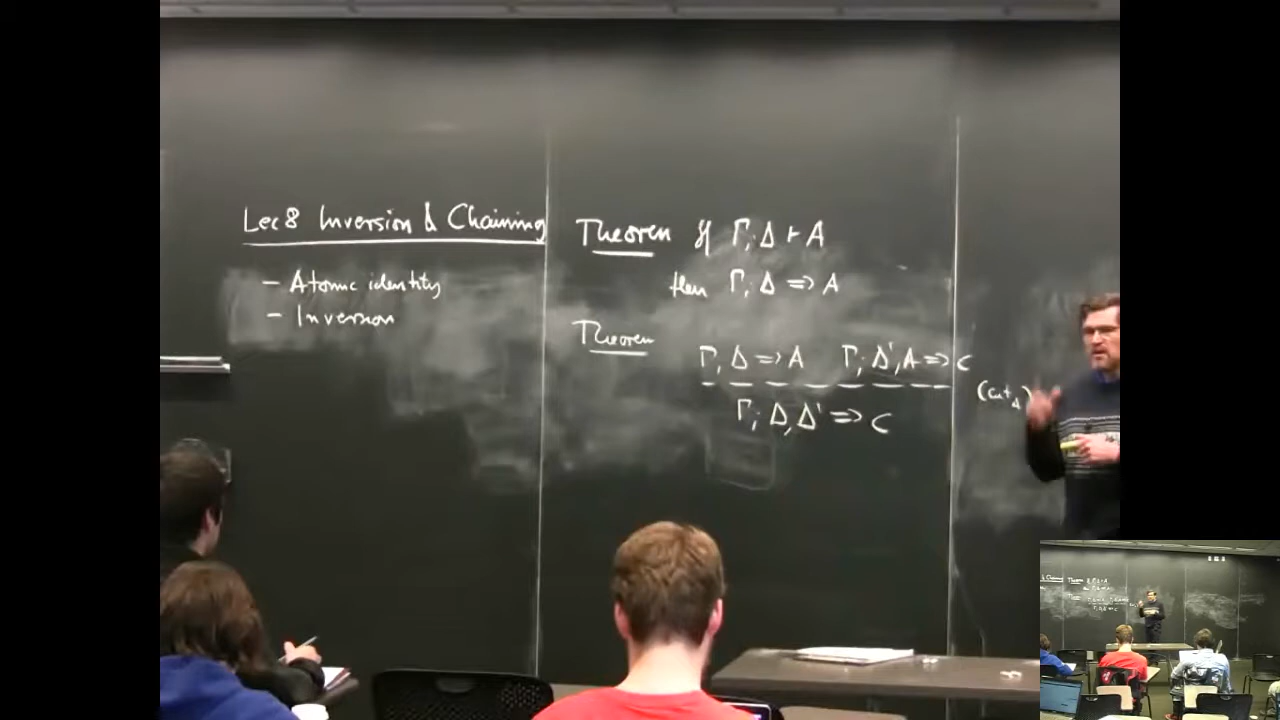 Lec 8 Inversion & Chaining
- Atomic identity
- Inversion
Theorem If Γ; Δ ⊢ A
then Γ; Δ ⇒ A
Theorem
Γ; Δ ⇒ A Γ; Δ', A ⇒ C
(cut_A)
Γ; Δ, Δ' ⇒ C